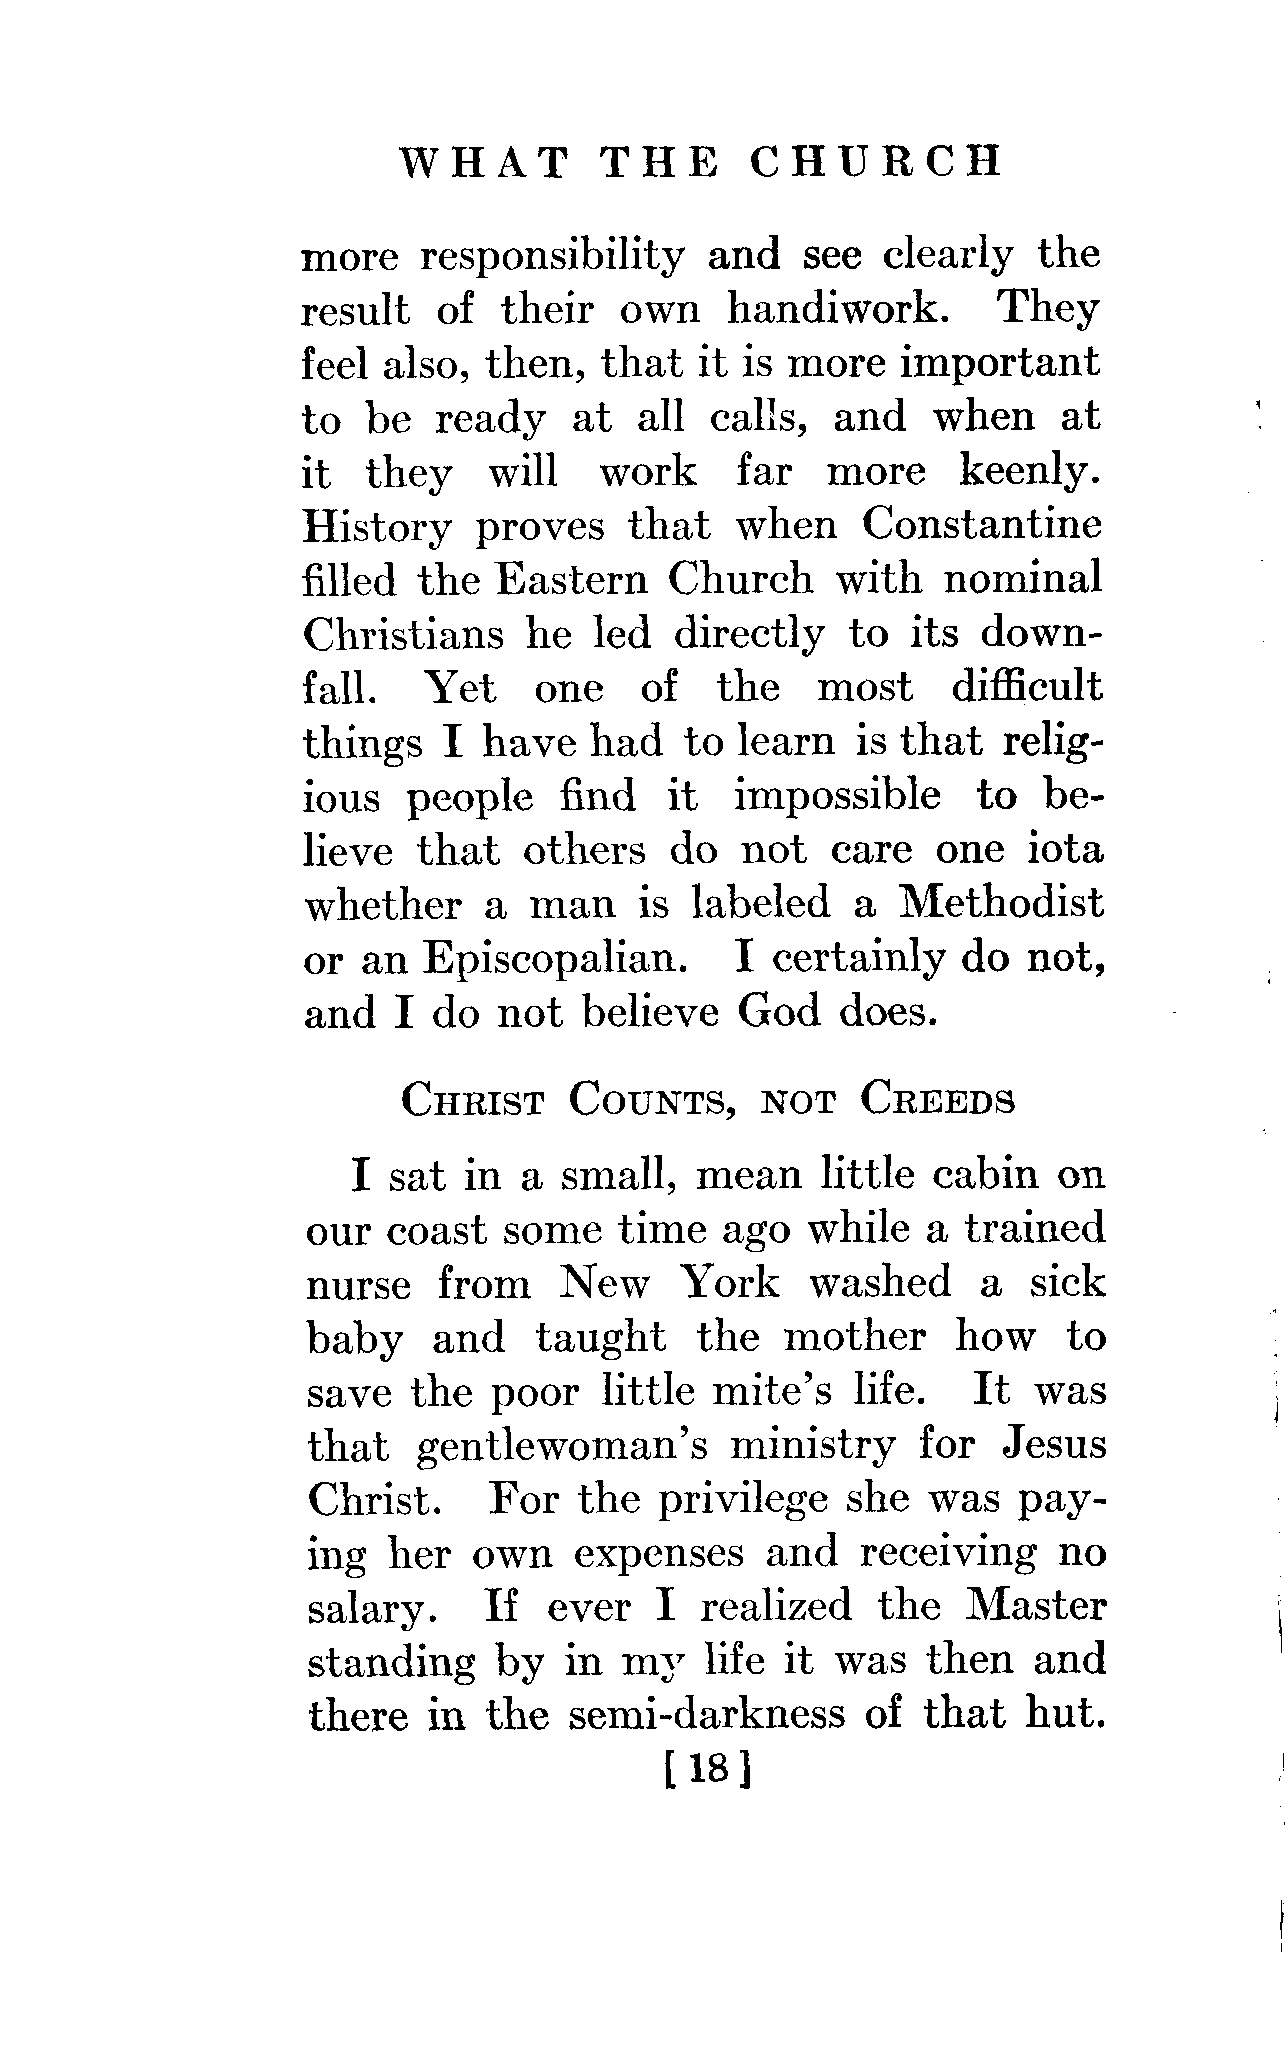 WHAT THE CHURCH
more responsibility and see clearly the
result of their own handiwork. They
feel also, then, that it is more important
to be ready at all calls, and when at
it they will work far more keenly.
History proves that when Constantine
filled the Eastern Church with nominal
Christians he led directly to its down-
fall. Yet one of the most difficult
things I have had to learn is that relig-
ious people find it impossible to be-
lieve that others do not care one iota
whether a man is labeled a Methodist
or an Episcopalian. I certainly do not,
and I do not believe God does.
CHRIST COUNTS, NOT CREEDS
I sat in a small, mean little cabin on
our coast some time ago while a trained
nurse from New York washed a sick
baby and taught the mother how to
save the poor little mite's life. It was
that gentlewoman's ministry for Jesus
Christ. For the privilege she was pay-
ing her own expenses and receiving no
salary. If ever I realized the Master
standing by in my life it was then and
there in the semi-darkness of that hut.
[18]